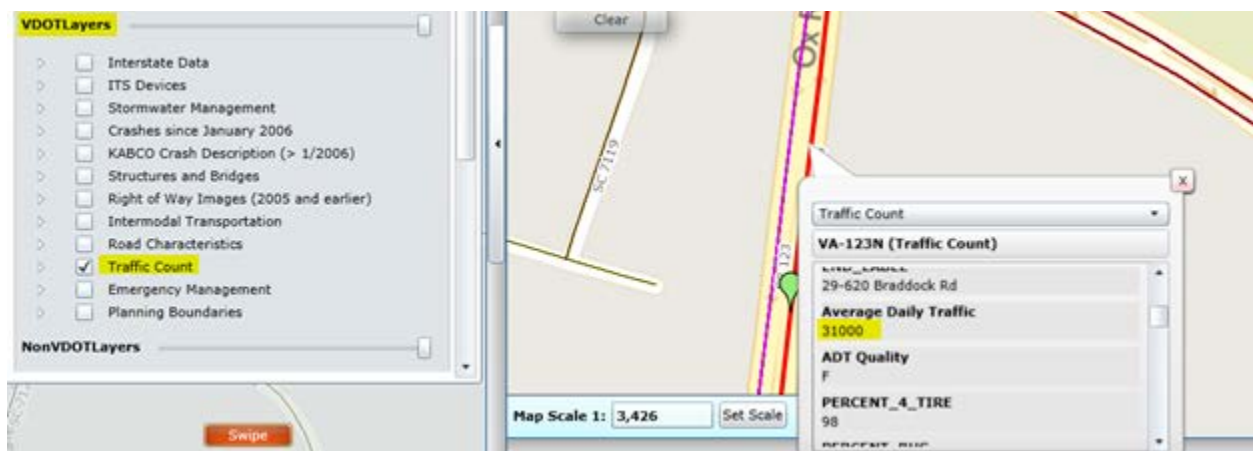 VDOTLayers
Interstate Data
ITS Devices
Stormwater Management
Crashes since January 2006
KABCO Crash Description (> 1/2006)
Structures and Bridges
Right of Way Images (2005 and earlier)
Intermodal Transportation
Road Characteristics
Traffic Count
Emergency Management
Planning Boundaries
NonVDOTLayers
Swipe
Clear
Ox
SC 7119
123
Map Scale 1: 3,426 Set Scale
x
Traffic Count
VA-123N (Traffic Count)
END_LABEL
29-620 Braddock Rd
Average Daily Traffic
31000
ADT Quality
F
PERCENT_4_TIRE
98